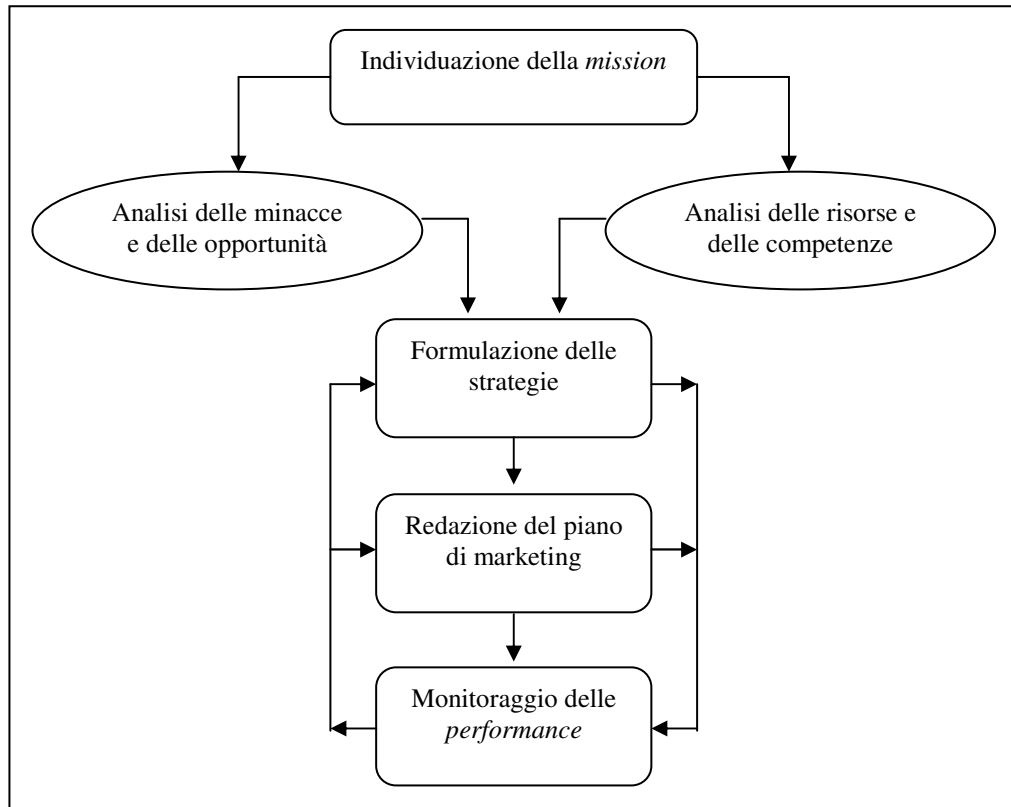 Individuazione della mission
Analisi delle minacce
e delle opportunità
Analisi delle risorse e
delle competenze
Formulazione delle
strategie
Redazione del piano
di marketing
Monitoraggio delle
performance